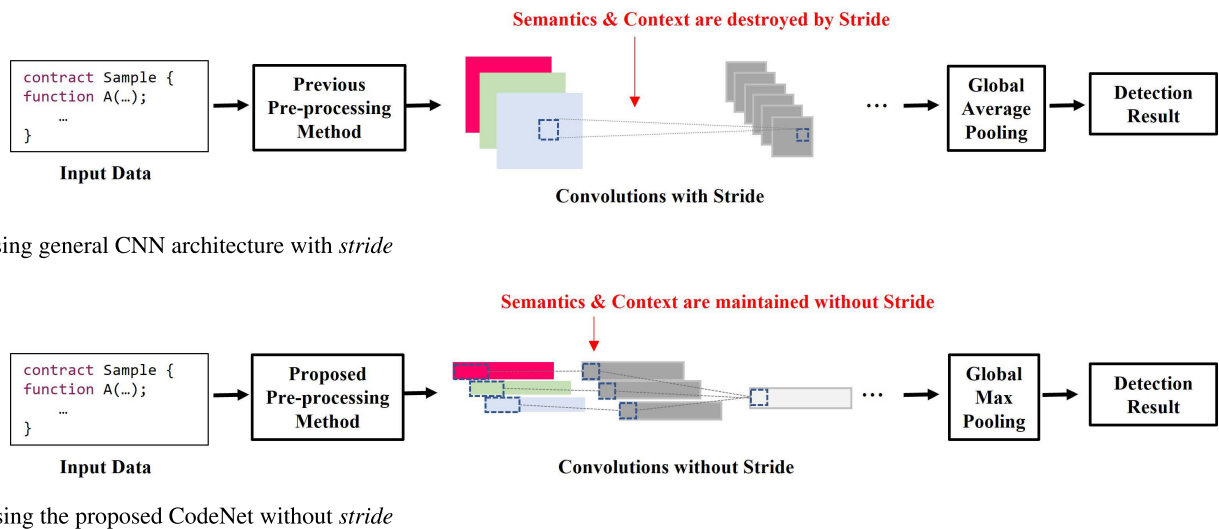 Semantics & Context are destroyed by Stride
contract Sample {
function A(…);
…
}
Input Data
Previous
Pre-processing
Method
Convolutions with Stride
…
Global
Average
Pooling
Detection
Result
sing general CNN architecture with stride
Semantics & Context are maintained without Stride
contract Sample {
function A(…);
…
}
Input Data
Proposed
Pre-processing
Method
Convolutions without Stride
…
Global
Max
Pooling
Detection
Result
sing the proposed CodeNet without stride